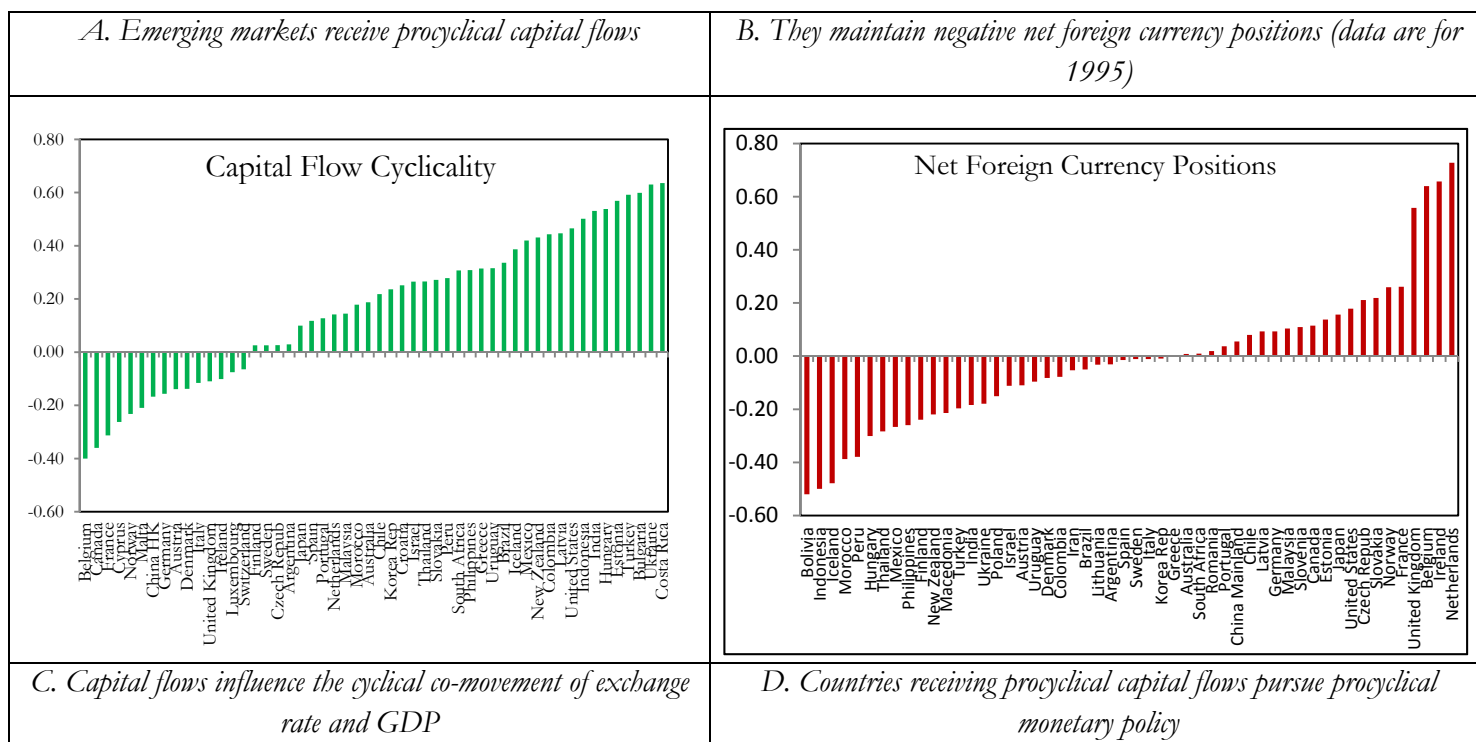 A. Emerging markets receive procyclical capital flows
B. They maintain negative net foreign currency positions (data are for
1995)
Capital Flow Cyclicality
0.80
0.60
0.40
0.20
0.00
-0.20
-0.40
-0.60
Belgium
Canada
France
Cyprus
Norway
Malta
China HK
Germany
Austria
Denmark
Italy
United Kingdom
Ireland
Luxembourg
Switzerland
Finland
Sweden
Czech Repub
Argentina
Japan
Spain
Portugal
Netherlands
Malaysia
Morocco
Australia
Chile
Korea Rep
Croatia
Israel
Thailand
Slovakia
Peru
South Africa
Philippines
Greece
Uruguay
Brazil
Iceland
Mexico
New Zealand
Colombia
Latvia
United States
Indonesia
India
Hungary
Estonia
Turkey
Bulgaria
Ukraine
Costa Rica
Net Foreign Currency Positions
0.80
0.60
0.40
0.20
0.00
-0.20
-0.40
-0.60
Bolivia
Indonesia
Iceland
Morocco
Peru
Hungary
Thailand
Mexico
Philippines
Finland
New Zealand
Macedonia
Turkey
India
Ukraine
Poland
Israel
Austria
Uruguay
Denmark
Colombia
Iran
Brazil
Lithuania
Argentina
Spain
Sweden
Italy
Korea Rep
Greece
Australia
South Africa
Romania
Portugal
China Mainland
Chile
Latvia
Germany
Malaysia
Slovenia
Canada
Estonia
Japan
United States
Czech Repub
Slovakia
Norway
France
United Kingdom
Belgium
Ireland
Netherlands
C. Capital flows influence the cyclical co-movement of exchange
rate and GDP
D. Countries receiving procyclical capital flows pursue procyclical
monetary policy